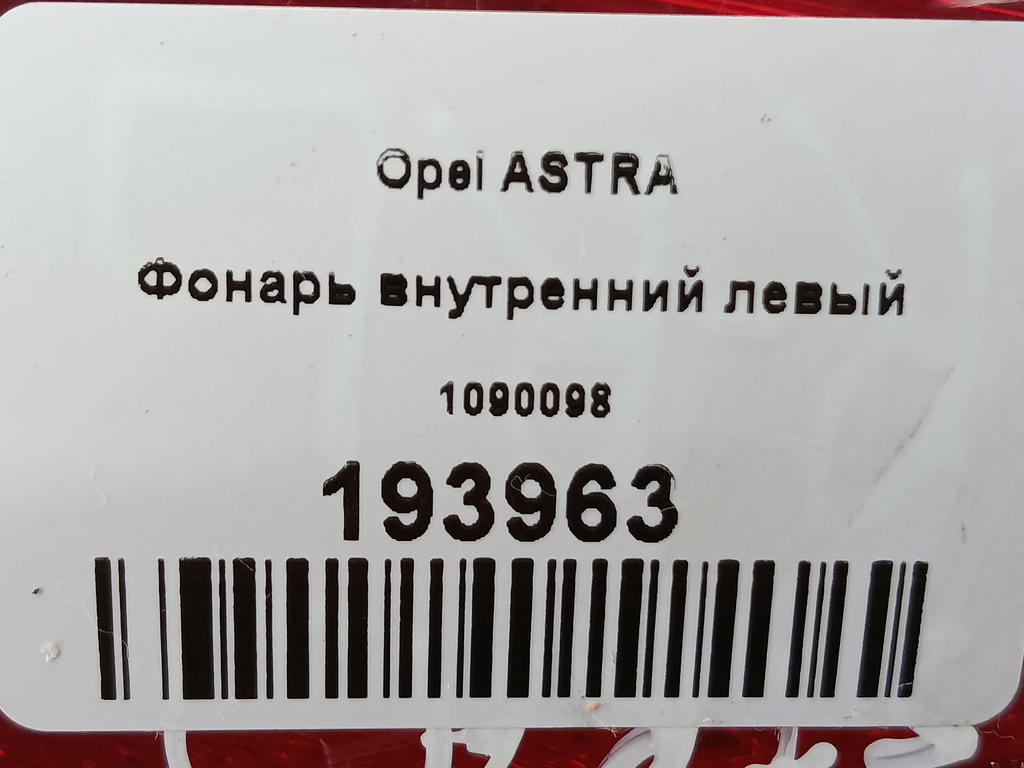 Opel ASTRA
Фонарь внутренний левый
1090098
193963